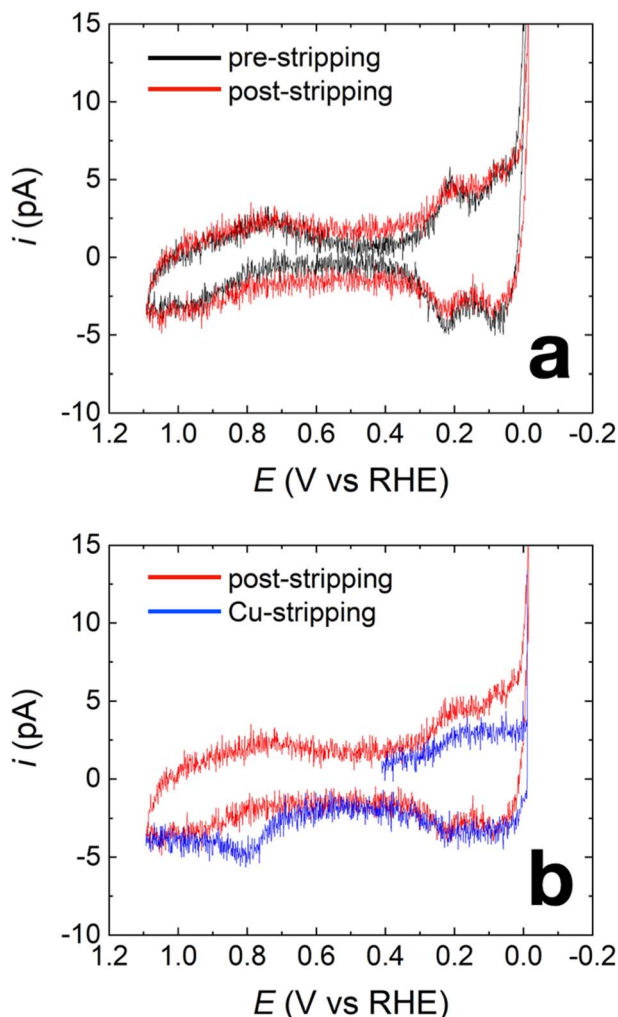 15
10
5
0
-5
-10
1.2 1.0 0.8 0.6 0.4 0.2 0.0 -0.2
i (pA)
E (V vs RHE)
pre-stripping
post-stripping
a
15
10
5
0
-5
-10
1.2 1.0 0.8 0.6 0.4 0.2 0.0 -0.2
i (pA)
E (V vs RHE)
post-stripping
Cu-stripping
b